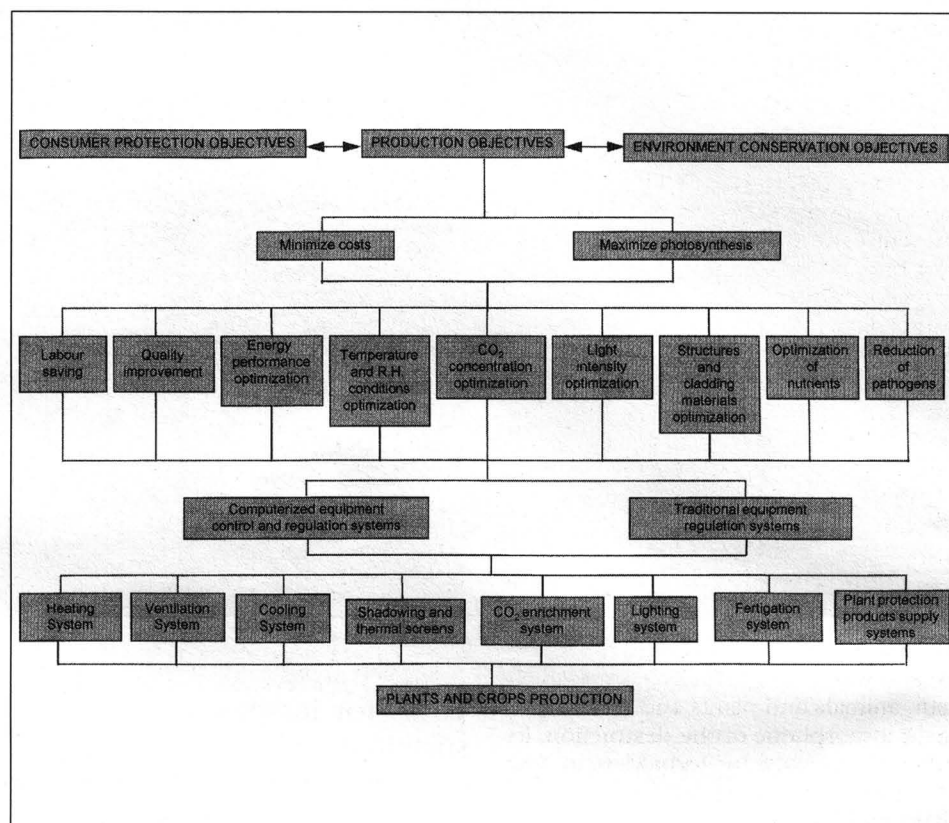 CONSUMER PROTECTION OBJECTIVES
PRODUCTION OBJECTIVES
ENVIRONMENT CONSERVATION OBJECTIVES
Minimize costs
Maximize photosynthesis
Labour
saving
Quality
improvement
Energy
performance
optimization
Temperature
and R.H.
conditions
optimization
CO₂
concentration
optimization
Light
intensity
optimization
Structures
and
cladding
materials
optimization
Optimization
of
nutrients
Reduction
of
pathogens
Computerized equipment
control and regulation systems
Traditional equipment
regulation systems
Heating
System
Ventilation
System
Cooling
System
Shadowing and
thermal screens
CO₂ enrichment
system
Lighting
system
Fertigation
system
Plant protection
products supply
systems
PLANTS AND CROPS PRODUCTION